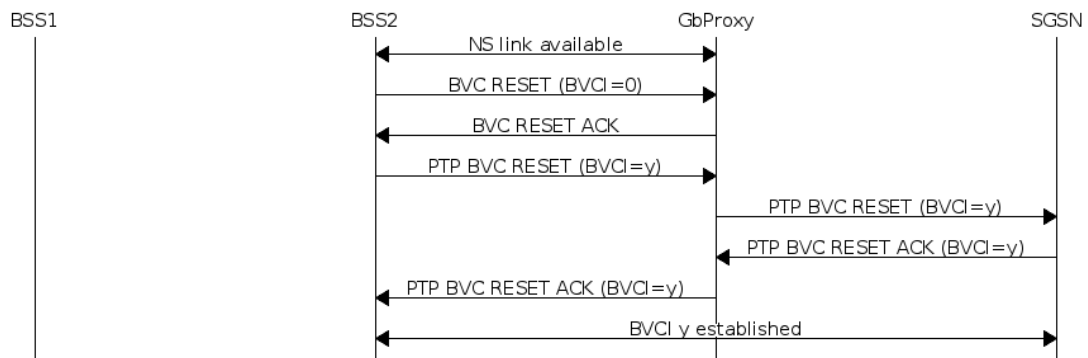 BSS1 BSS2 GbProxy SGSN
NS link available
BVC RESET (BVCI=0)
BVC RESET ACK
PTP BVC RESET (BVCI=y)
PTP BVC RESET (BVCI=y)
PTP BVC RESET ACK (BVCI=y)
PTP BVC RESET ACK (BVCI=y)
BVCI y established